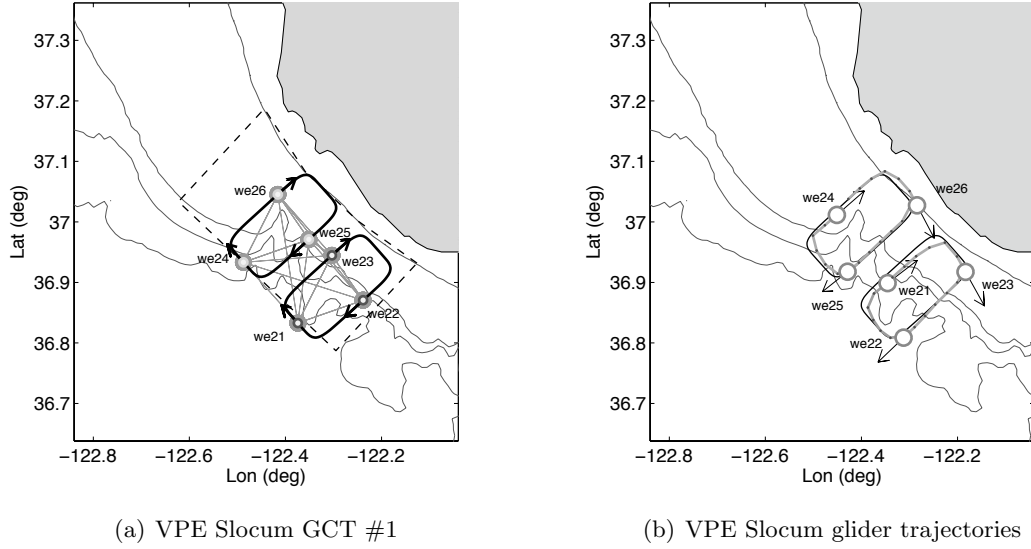 37.3
37.2
37.1
37
36.9
36.8
36.7
Lat (deg)
we26
we25
we24
we23
we22
we21
−122.8
−122.6
−122.4
−122.2
Lon (deg)
(a) VPE Slocum GCT #1
37.3
37.2
37.1
37
36.9
36.8
36.7
Lat (deg)
we26
we24
we25
we21
we23
we22
−122.8
−122.6
−122.4
−122.2
Lon (deg)
(b) VPE Slocum glider trajectories